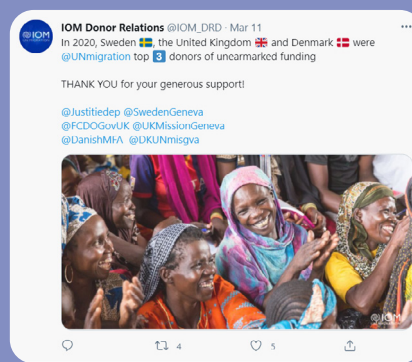 IOM
IOM Donor Relations @IOM_DRD · Mar 11
In 2020, Sweden 🇸🇪, the United Kingdom 🇬🇧 and Denmark 🇩🇰 were
@UNmigration top 3 donors of unearmarked funding
THANK YOU for your generous support!
@Justitiedep @SwedenGeneva
@FCDOGovUK @UKMissionGeneva
@DanishMFA @DKUNmisgva
IOM
4
5